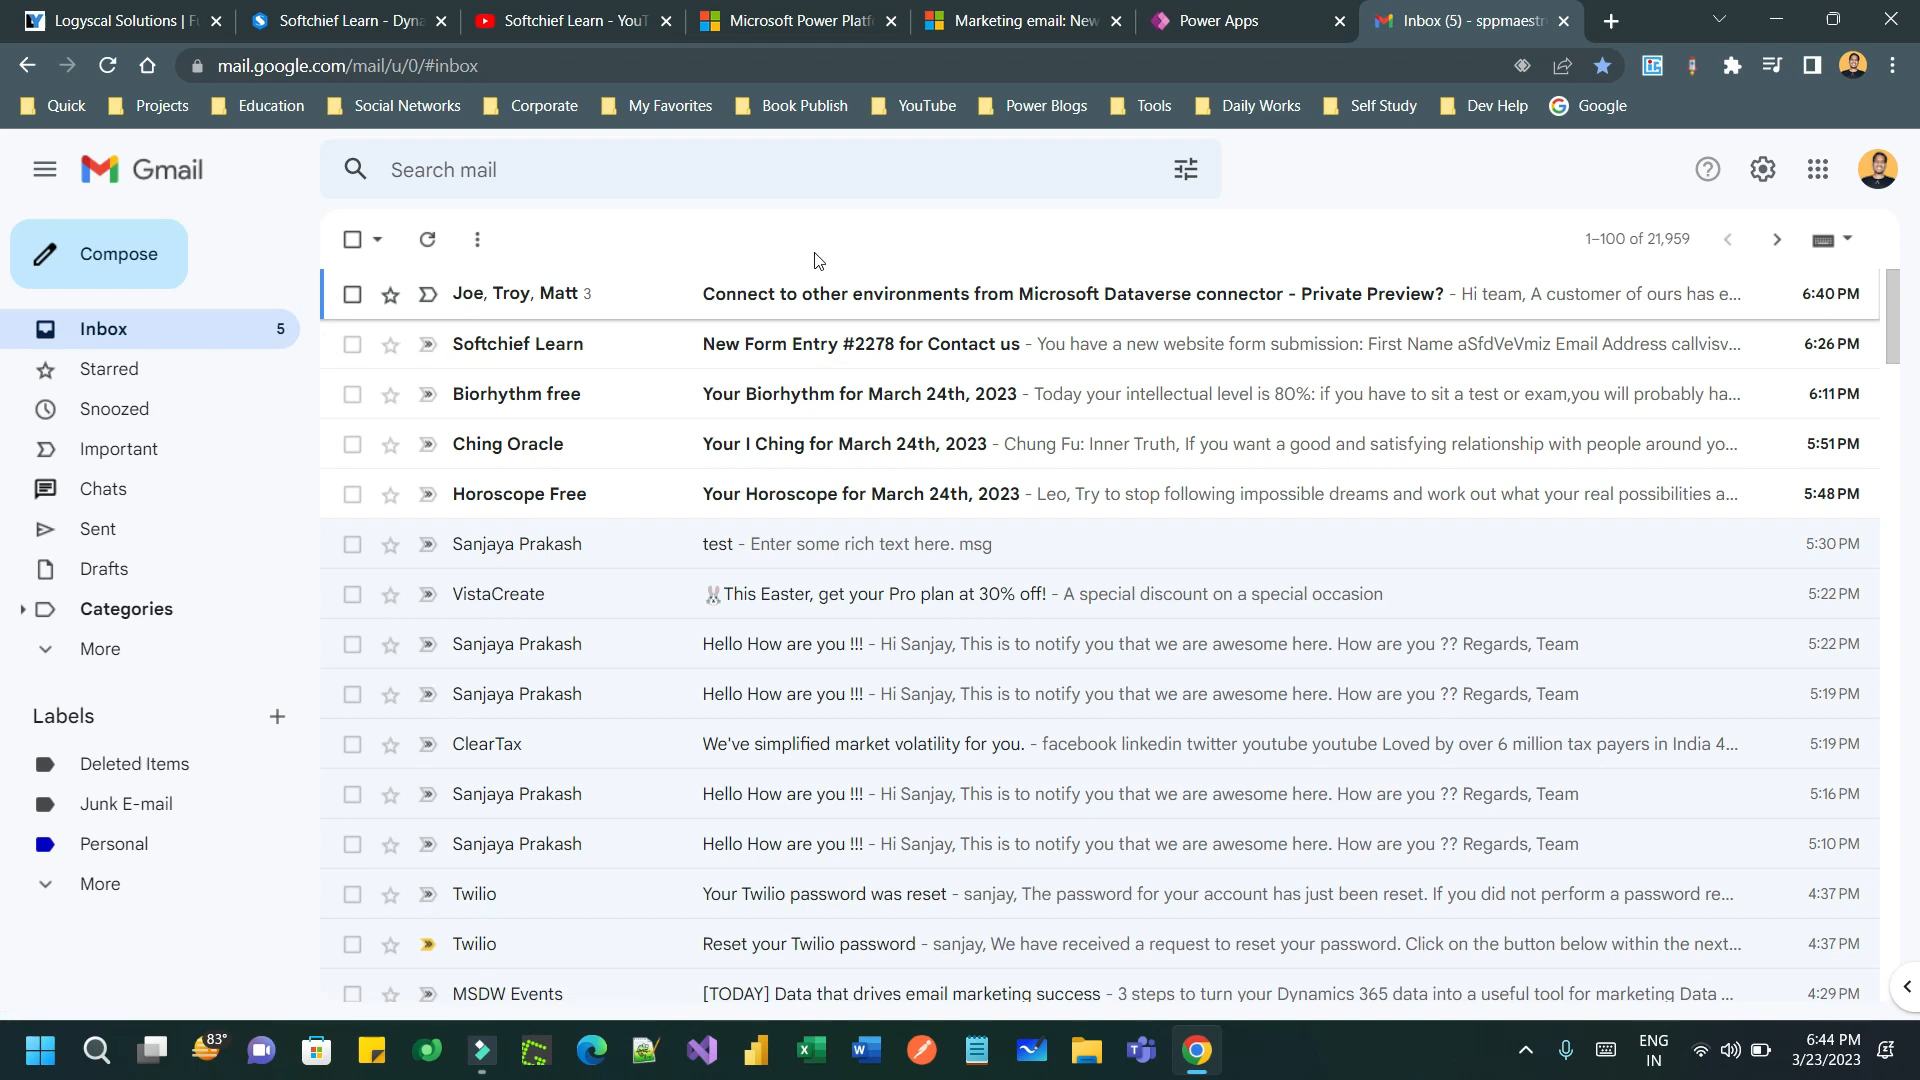 Logyscal Solutions | Fu
Softchief Learn - Dyna
Softchief Learn - YouT
Microsoft Power Platf
Marketing email: New
Power Apps
Inbox (5) - sppmaestr
mail.google.com/mail/u/0/#inbox
Quick Projects Education Social Networks Corporate My Favorites Book Publish YouTube Power Blogs Tools Daily Works Self Study Dev Help Google
Gmail
Search mail
Compose
1–100 of 21,959
Inbox 5
Starred
Snoozed
Important
Chats
Sent
Drafts
Categories
More
Labels
Deleted Items
Junk E-mail
Personal
More
Joe, Troy, Matt 3 Connect to other environments from Microsoft Dataverse connector - Private Preview? - Hi team, A customer of ours has e... 6:40 PM
Softchief Learn New Form Entry #2278 for Contact us - You have a new website form submission: First Name aSfdVeVmiz Email Address callvisv... 6:26 PM
Biorhythm free Your Biorhythm for March 24th, 2023 - Today your intellectual level is 80%: if you have to sit a test or exam,you will probably ha... 6:11 PM
Ching Oracle Your I Ching for March 24th, 2023 - Chung Fu: Inner Truth, If you want a good and satisfying relationship with people around yo... 5:51 PM
Horoscope Free Your Horoscope for March 24th, 2023 - Leo, Try to stop following impossible dreams and work out what your real possibilities a... 5:48 PM
Sanjaya Prakash test - Enter some rich text here. msg 5:30 PM
VistaCreate 🐰This Easter, get your Pro plan at 30% off! - A special discount on a special occasion 5:22 PM
Sanjaya Prakash Hello How are you !!! - Hi Sanjay, This is to notify you that we are awesome here. How are you ?? Regards, Team 5:22 PM
Sanjaya Prakash Hello How are you !!! - Hi Sanjay, This is to notify you that we are awesome here. How are you ?? Regards, Team 5:19 PM
ClearTax We've simplified market volatility for you. - facebook linkedin twitter youtube youtube Loved by over 6 million tax payers in India 4... 5:19 PM
Sanjaya Prakash Hello How are you !!! - Hi Sanjay, This is to notify you that we are awesome here. How are you ?? Regards, Team 5:16 PM
Sanjaya Prakash Hello How are you !!! - Hi Sanjay, This is to notify you that we are awesome here. How are you ?? Regards, Team 5:10 PM
Twilio Your Twilio password was reset - sanjay, The password for your account has just been reset. If you did not perform a password re... 4:37 PM
Twilio Reset your Twilio password - sanjay, We have received a request to reset your password. Click on the button below within the next... 4:37 PM
MSDW Events [TODAY] Data that drives email marketing success - 3 steps to turn your Dynamics 365 data into a useful tool for marketing Data ... 4:29 PM
83°
ENG
IN
6:44 PM
3/23/2023